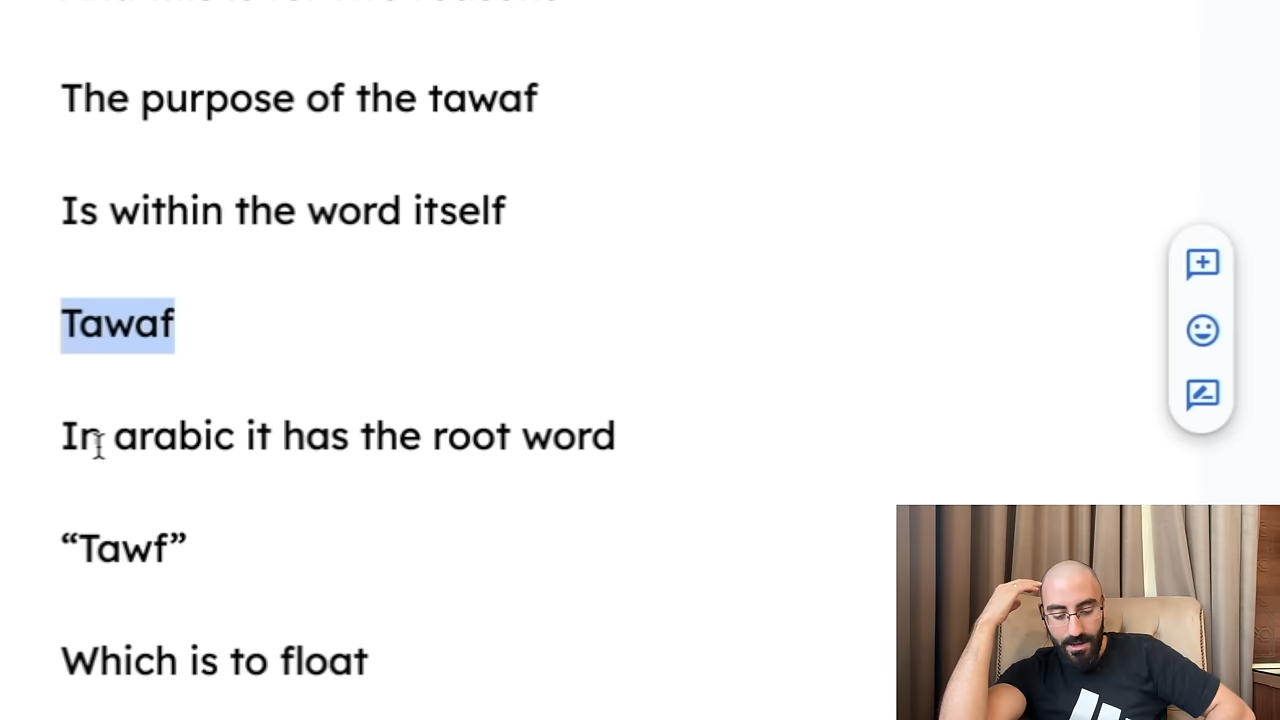 The purpose of the tawaf
Is within the word itself
Tawaf
In arabic it has the root word
“Tawf”
Which is to float